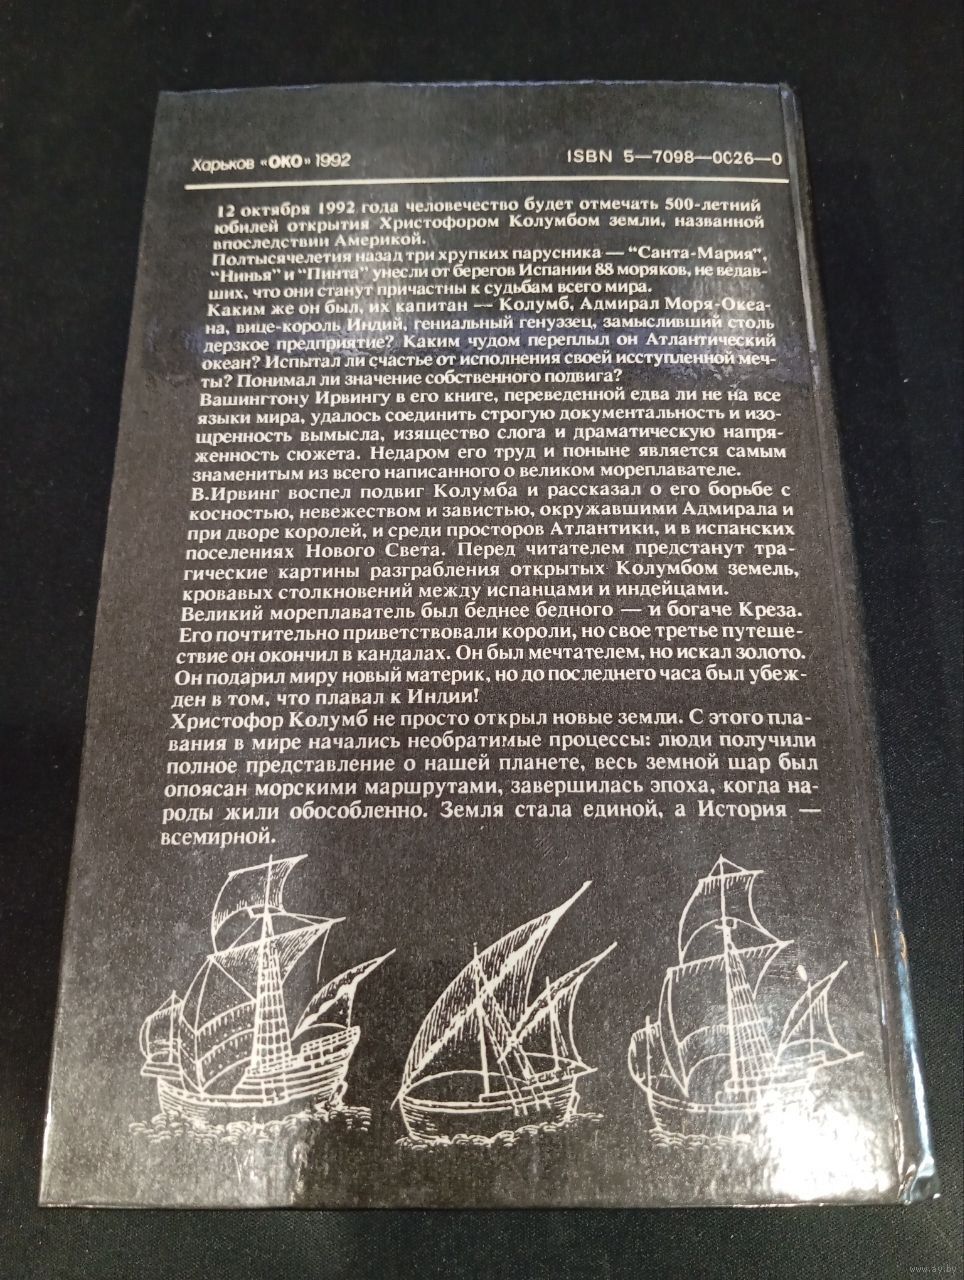 Харьков «ОКО» 1992
ISBN 5—7098—0026—0
12 октября 1992 года человечество будет отмечать 500-летний
юбилей открытия Христофором Колумбом земли, названной
впоследствии Америкой.
Полтысячелетия назад три хрупких парусника — "Санта-Мария",
"Нинья" и "Пинта" унесли от берегов Испании 88 моряков, не ведав-
ших, что они станут причастны к судьбам всего мира.
Каким же он был, их капитан — Колумб, Адмирал Моря-Океа-
на, вице-король Индий, гениальный генуэзец, замысливший столь
дерзкое предприятие? Каким чудом переплыл он Атлантический
океан? Испытал ли счастье от исполнения своей исступленной меч-
ты? Понимал ли значение собственного подвига?
Вашингтону Ирвингу в его книге, переведенной едва ли не на все
языки мира, удалось соединить строгую документальность и изо-
щренность вымысла, изящество слога и драматическую напря-
женность сюжета. Недаром его труд и поныне является самым
знаменитым из всего написанного о великом мореплавателе.
В.Ирвинг воспел подвиг Колумба и рассказал о его борьбе с
косностью, невежеством и завистью, окружавшими Адмирала и
при дворе королей, и среди просторов Атлантики, и в испанских
поселениях Нового Света. Перед читателем предстанут тра-
гические картины разграбления открытых Колумбом земель,
кровавых столкновений между испанцами и индейцами.
Великий мореплаватель был беднее бедного — и богаче Креза.
Его почтительно приветствовали короли, но свое третье путеше-
ствие он окончил в кандалах. Он был мечтателем, но искал золото.
Он подарил миру новый материк, но до последнего часа был убеж-
ден в том, что плавал к Индии!
Христофор Колумб не просто открыл новые земли. С этого пла-
вания в мире начались необратимые процессы: люди получили
полное представление о нашей планете, весь земной шар был
опоясан морскими маршрутами, завершилась эпоха, когда на-
роды жили обособленно. Земля стала единой, а История —
всемирной.
www.ay.by